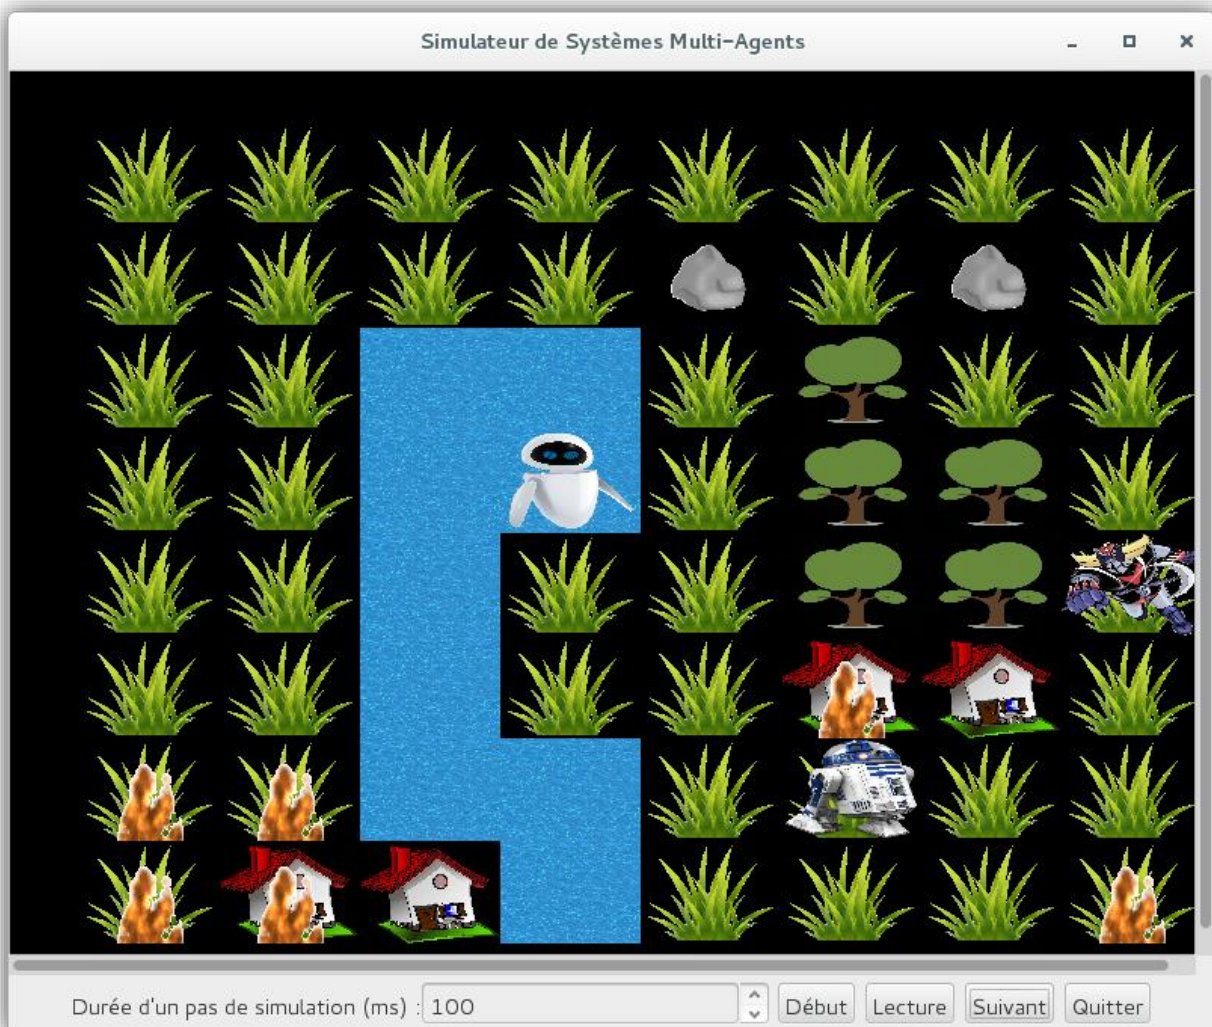 Simulateur de Systèmes Multi-Agents
Durée d'un pas de simulation (ms) : 100 Début Lecture Suivant Quitter